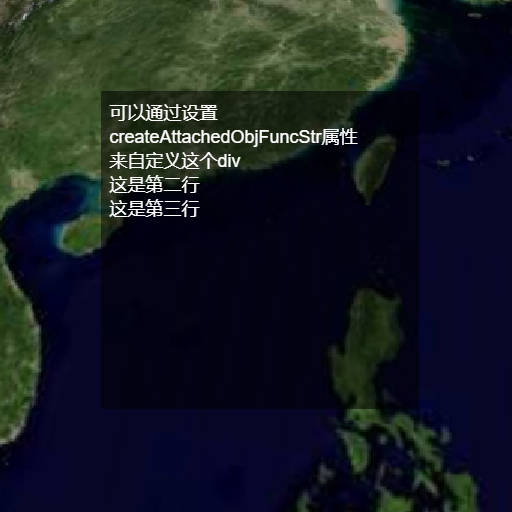 可以通过设置
createAttachedObjFuncStr属性
来自定义这个div
这是第二行
这是第三行